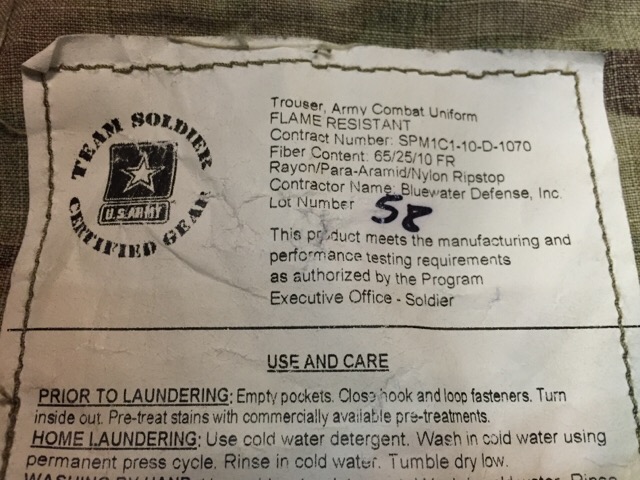 TEAM SOLDIER
U.S. ARMY
CERTIFIED GEAR
Trouser, Army Combat Uniform
FLAME RESISTANT
Contract Number: SPM1C1-10-D-1070
Fiber Content: 65/25/10 FR
Rayon/Para-Aramid/Nylon Ripstop
Contractor Name: Bluewater Defense, Inc.
Lot Number 58
This product meets the manufacturing and
performance testing requirements
as authorized by the Program
Executive Office - Soldier
USE AND CARE
PRIOR TO LAUNDERING: Empty pockets. Close hook and loop fasteners. Turn
inside out. Pre-treat stains with commercially available pre-treatments.
HOME LAUNDERING: Use cold water detergent. Wash in cold water using
permanent press cycle. Rinse in cold water. Tumble dry low.
WASHING BY HAND